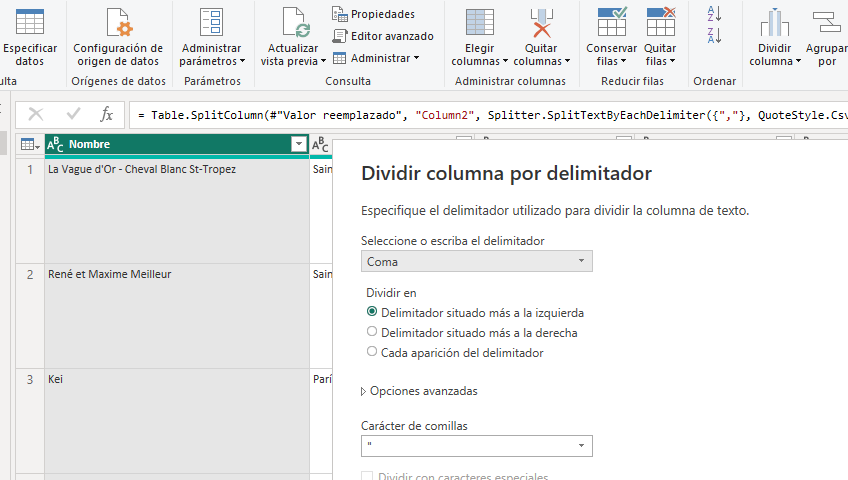 Especificar datos
Configuración de origen de datos
Orígenes de datos
Administrar parámetros
Parámetros
Actualizar vista previa
Propiedades
Editor avanzado
Administrar
Consulta
Elegir columnas
Quitar columnas
Administrar columnas
Conservar filas
Quitar filas
Reducir filas
A Z
Z A
Ordenar
Dividir columna
Agrupar por
fx
= Table.SplitColumn(#"Valor reemplazado", "Column2", Splitter.SplitTextByEachDelimiter({","}, QuoteStyle.Csv
ABC Nombre
ABC
1 La Vague d'Or - Cheval Blanc St-Tropez
Sain
2 René et Maxime Meilleur
Sain
3 Kei
Parí
Dividir columna por delimitador
Especifique el delimitador utilizado para dividir la columna de texto.
Seleccione o escriba el delimitador
Coma
Dividir en
Delimitador situado más a la izquierda
Delimitador situado más a la derecha
Cada aparición del delimitador
Opciones avanzadas
Carácter de comillas
"
Dividir con caracteres especiales